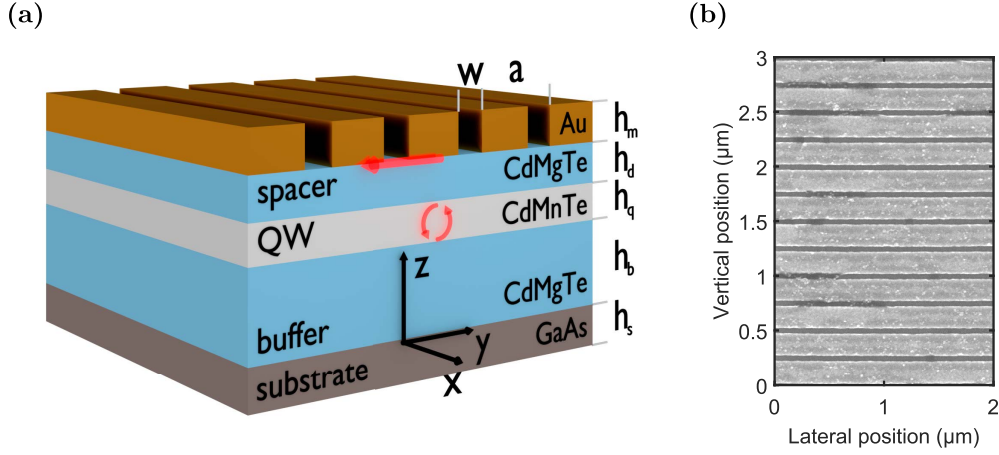 (a)
w a
Au
h_m
spacer
CdMgTe
h_d
QW
CdMnTe
h_q
z
h_b
CdMgTe
buffer
y
GaAs
h_s
substrate
x
(b)
3
2.5
2
1.5
1
0.5
0
Vertical position (μm)
0 1 2
Lateral position (μm)